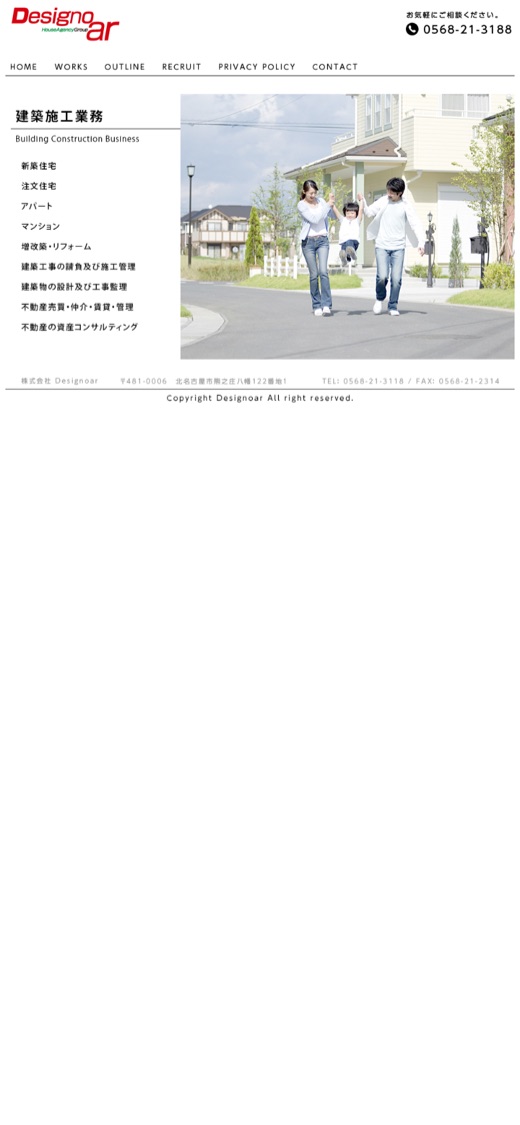 Designo
ar
HouseAgencyGroup
お気軽にご相談ください。
0568-21-3188
HOME
WORKS
OUTLINE
RECRUIT
PRIVACY POLICY
CONTACT
建築施工業務
Building Construction Business
新築住宅
注文住宅
アパート
マンション
増改築・リフォーム
建築工事の請負及び施工管理
建築物の設計及び工事監理
不動産売買・仲介・賃貸・管理
不動産の資産コンサルティング
株式会社 Designoar 〒481-0006 北名古屋市熊之庄八幡122番地1 TEL: 0568-21-3118 / FAX: 0568-21-2314
Copyright Designoar All right reserved.